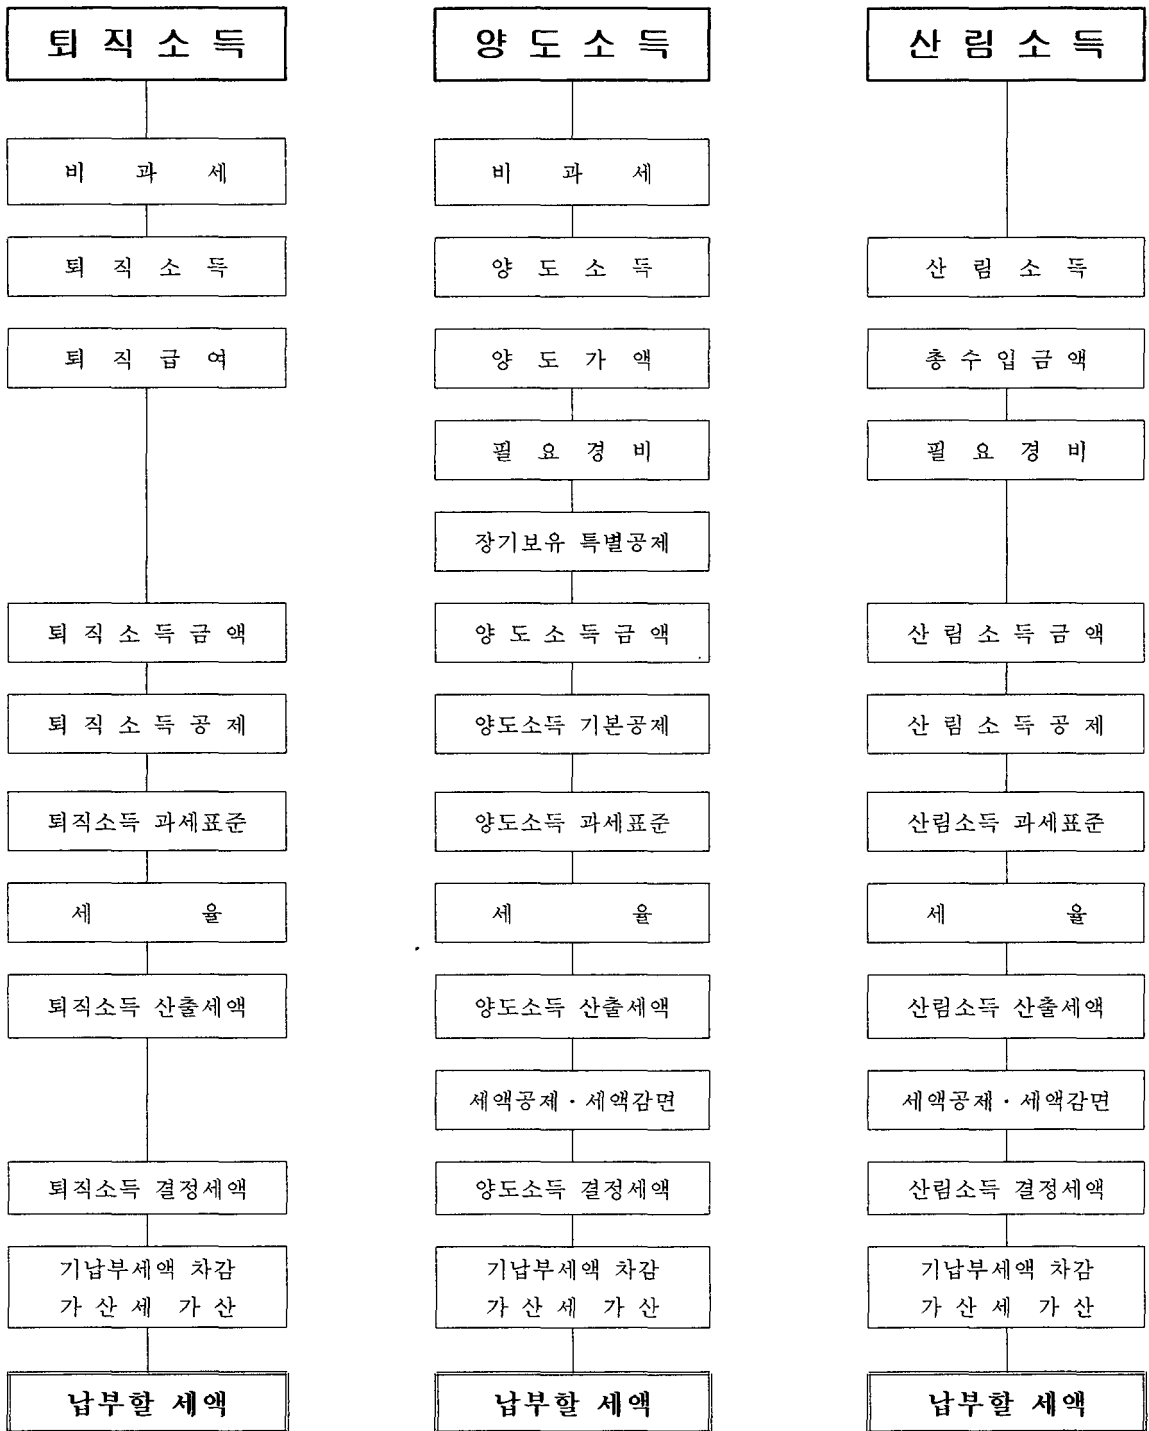 퇴 직 소 득
비 과 세
퇴 직 소 득
퇴 직 급 여
퇴 직 소 득 금 액
퇴 직 소 득 공 제
퇴직소득 과세표준
세 율
퇴직소득 산출세액
퇴직소득 결정세액
기납부세액 차감
가 산 세 가 산
납부할 세액
양 도 소 득
비 과 세
양 도 소 득
양 도 가 액
필 요 경 비
장기보유 특별공제
양 도 소 득 금 액
양도소득 기본공제
양도소득 과세표준
세 율
양도소득 산출세액
세액공제·세액감면
양도소득 결정세액
기납부세액 차감
가 산 세 가 산
납부할 세액
산 림 소 득
산 림 소 득
총 수 입 금 액
필 요 경 비
산 림 소 득 금 액
산 림 소 득 공 제
산림소득 과세표준
세 율
산림소득 산출세액
세액공제·세액감면
산림소득 결정세액
기납부세액 차감
가 산 세 가 산
납부할 세액